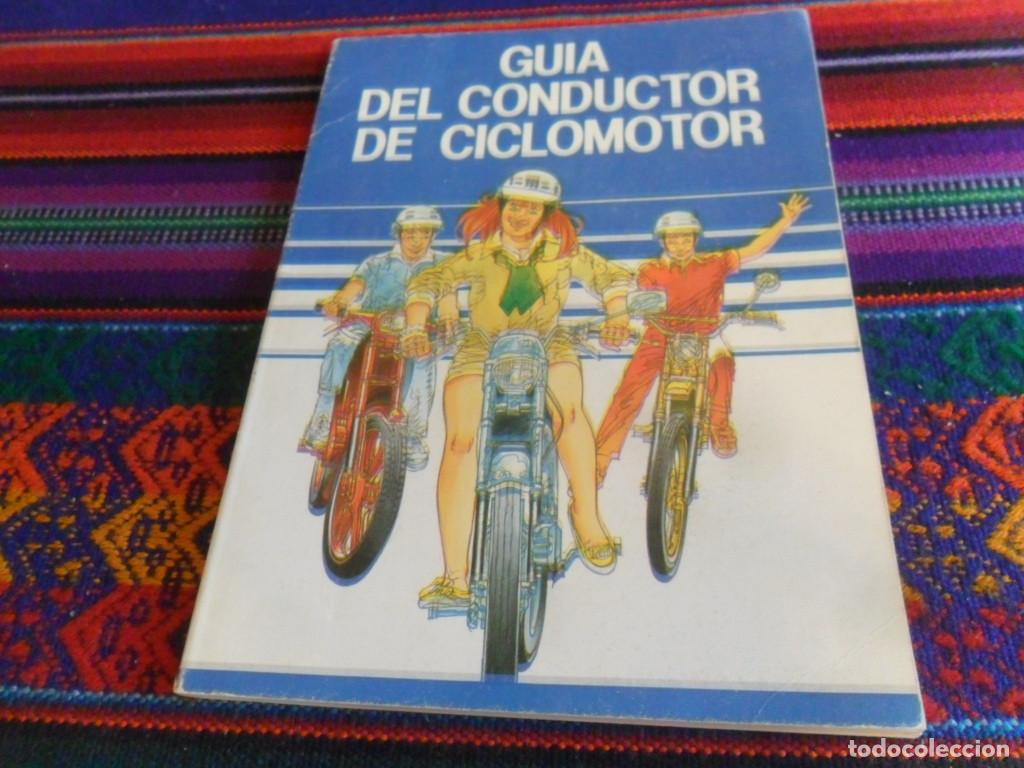 GUIA
DEL CONDUCTOR
DE CICLOMOTOR
todocoleccion